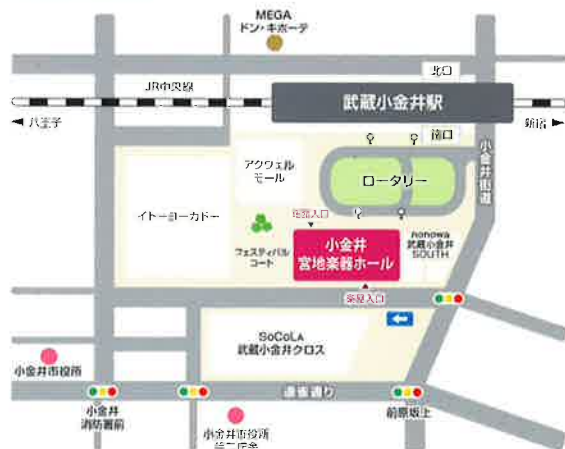 MEGA
ドン・キホーテ
北口
JR中央線
武蔵小金井駅
八王子
新宿
南口
小金井街道
アクウェル
モール
ロータリー
イトーヨーカドー
フェスティバル
コート
小金井
宮地楽器ホール
nonowa
武蔵小金井
SOUTH
楽屋入口
SOCOLA
武蔵小金井クロス
小金井市役所
連雀通り
小金井
消防署前
前原坂上
小金井市役所